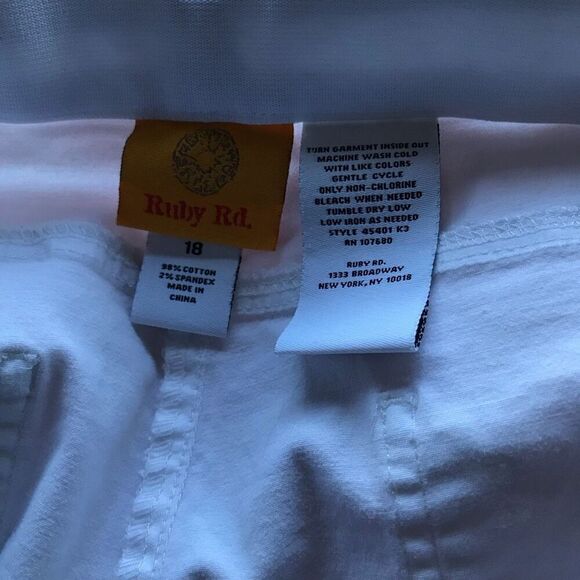 Ruby Rd.
18
98% COTTON
2% SPANDEX
MADE IN
CHINA
TURN GARMENT INSIDE OUT
MACHINE WASH COLD
WITH LIKE COLORS
GENTLE CYCLE
ONLY NON-CHLORINE
BLEACH WHEN NEEDED
TUMBLE DRY LOW
LOW IRON AS NEEDED
STYLE 45401 K3
RN 107680
RUBY RD.
1333 BROADWAY
NEW YORK, NY 10018